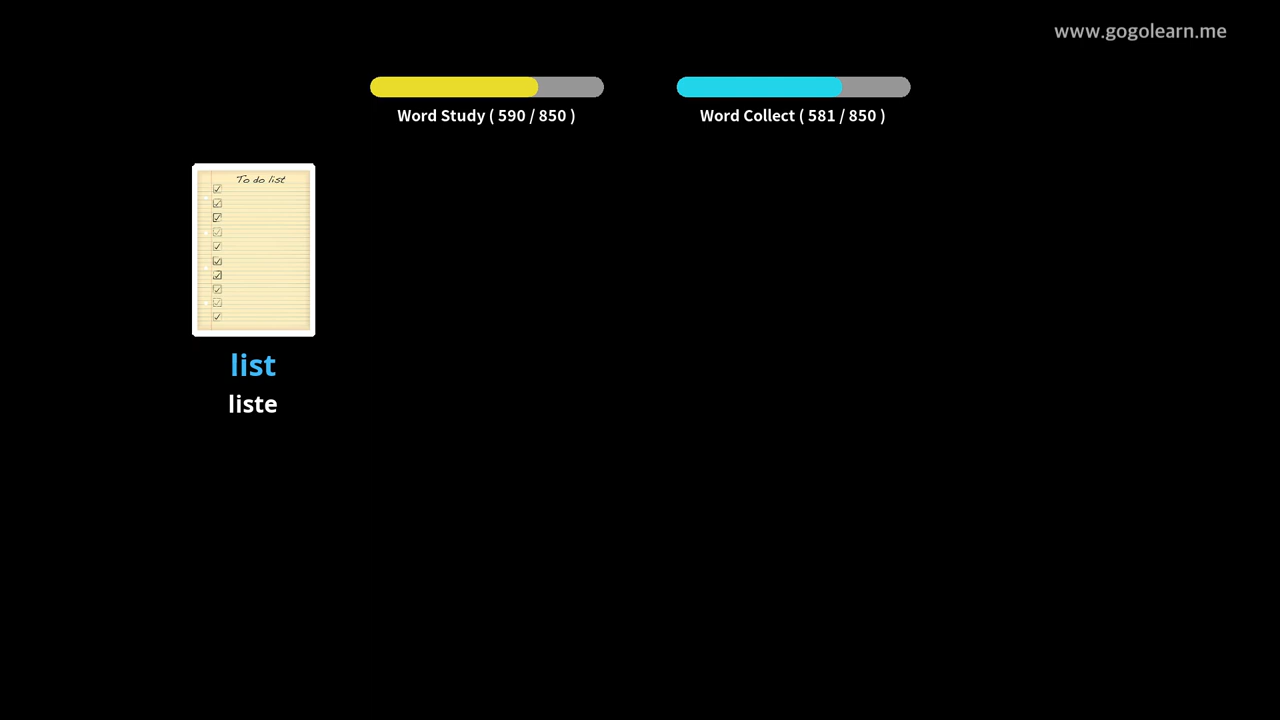 www.gogolearn.me
Word Study ( 590 / 850 )
Word Collect ( 581 / 850 )
To do list
list
liste